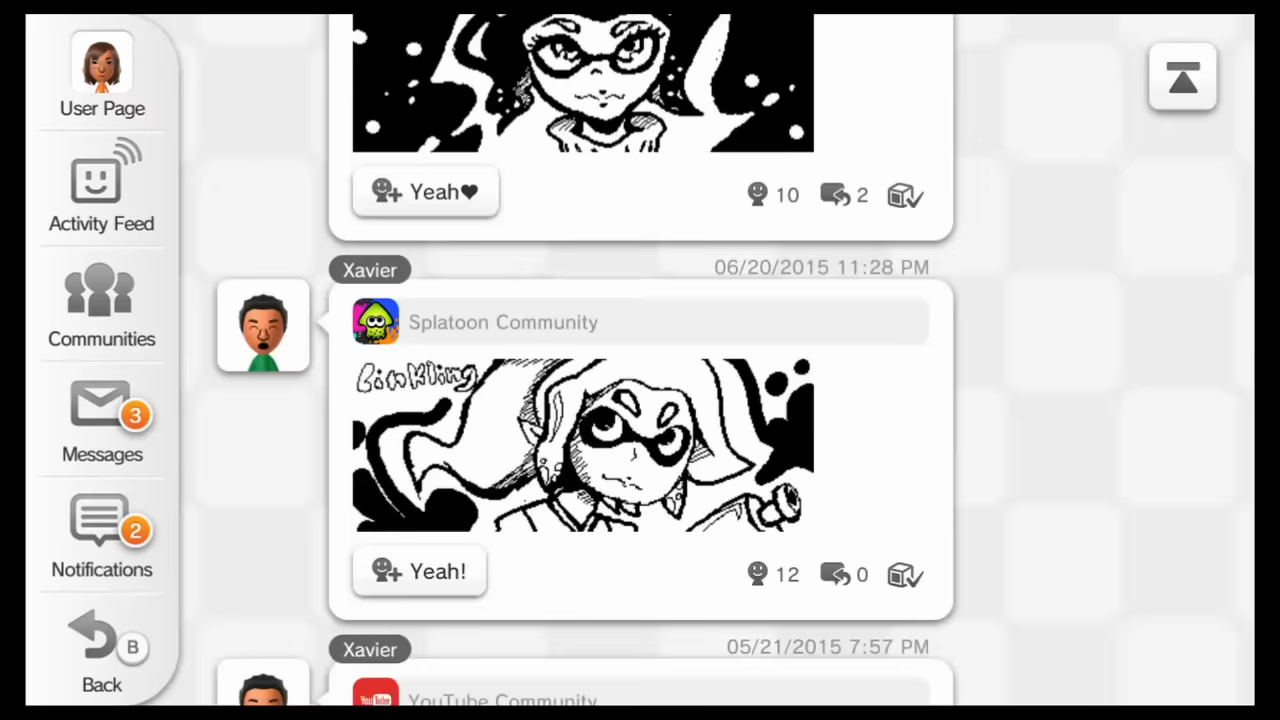 User Page
Activity Feed
Communities
3
Messages
2
Notifications
B
Back
Yeah♥
10
2
Xavier
06/20/2015 11:28 PM
Splatoon Community
Linkling
Yeah!
12
0
Xavier
05/21/2015 7:57 PM
YouTube
YouTube Community